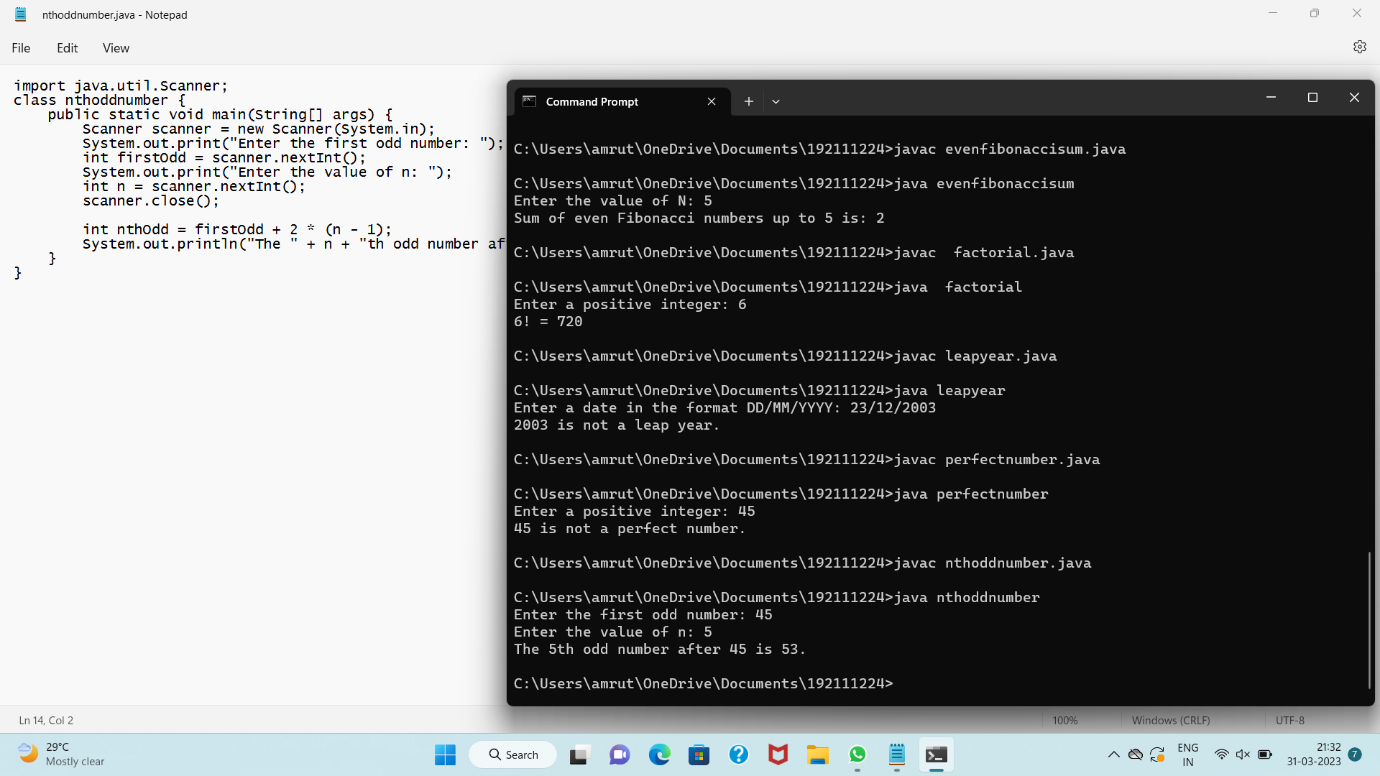 nthoddnumber.java - Notepad
File Edit View
import java.util.Scanner;
class nthoddnumber {
public static void main(String[] args) {
Scanner scanner = new Scanner(System.in);
System.out.print("Enter the first odd number: ");
int firstOdd = scanner.nextInt();
System.out.print("Enter the value of n: ");
int n = scanner.nextInt();
scanner.close();
int nthOdd = firstOdd + 2 * (n - 1);
System.out.println("The " + n + "th odd number af
}
}
Command Prompt
C:\Users\amrut\OneDrive\Documents\192111224>javac evenfibonaccisum.java
C:\Users\amrut\OneDrive\Documents\192111224>java evenfibonaccisum
Enter the value of N: 5
Sum of even Fibonacci numbers up to 5 is: 2
C:\Users\amrut\OneDrive\Documents\192111224>javac  factorial.java
C:\Users\amrut\OneDrive\Documents\192111224>java  factorial
Enter a positive integer: 6
6! = 720
C:\Users\amrut\OneDrive\Documents\192111224>javac leapyear.java
C:\Users\amrut\OneDrive\Documents\192111224>java leapyear
Enter a date in the format DD/MM/YYYY: 23/12/2003
2003 is not a leap year.
C:\Users\amrut\OneDrive\Documents\192111224>javac perfectnumber.java
C:\Users\amrut\OneDrive\Documents\192111224>java perfectnumber
Enter a positive integer: 45
45 is not a perfect number.
C:\Users\amrut\OneDrive\Documents\192111224>javac nthoddnumber.java
C:\Users\amrut\OneDrive\Documents\192111224>java nthoddnumber
Enter the first odd number: 45
Enter the value of n: 5
The 5th odd number after 45 is 53.
C:\Users\amrut\OneDrive\Documents\192111224>
Ln 14, Col 2 100% Windows (CRLF) UTF-8
29°C
Mostly clear
Search
ENG
IN
21:32
31-03-2023
7